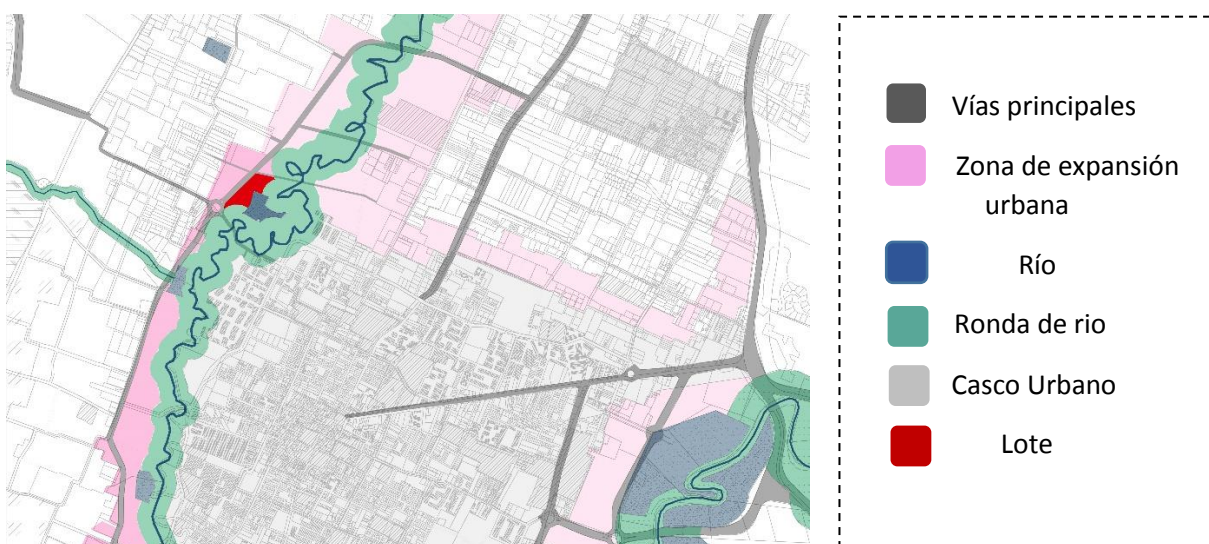 Vías principales
Zona de expansión
urbana
Río
Ronda de rio
Casco Urbano
Lote